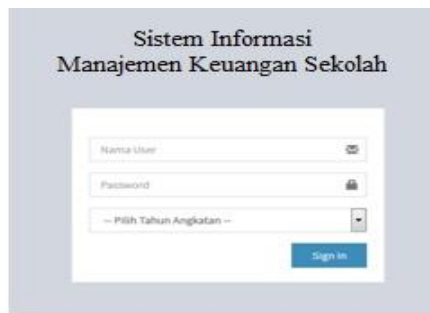 Sistem Informasi
Manajemen Keuangan Sekolah
Nama User
Password
-- Pilih Tahun Angkatan --
Sign In